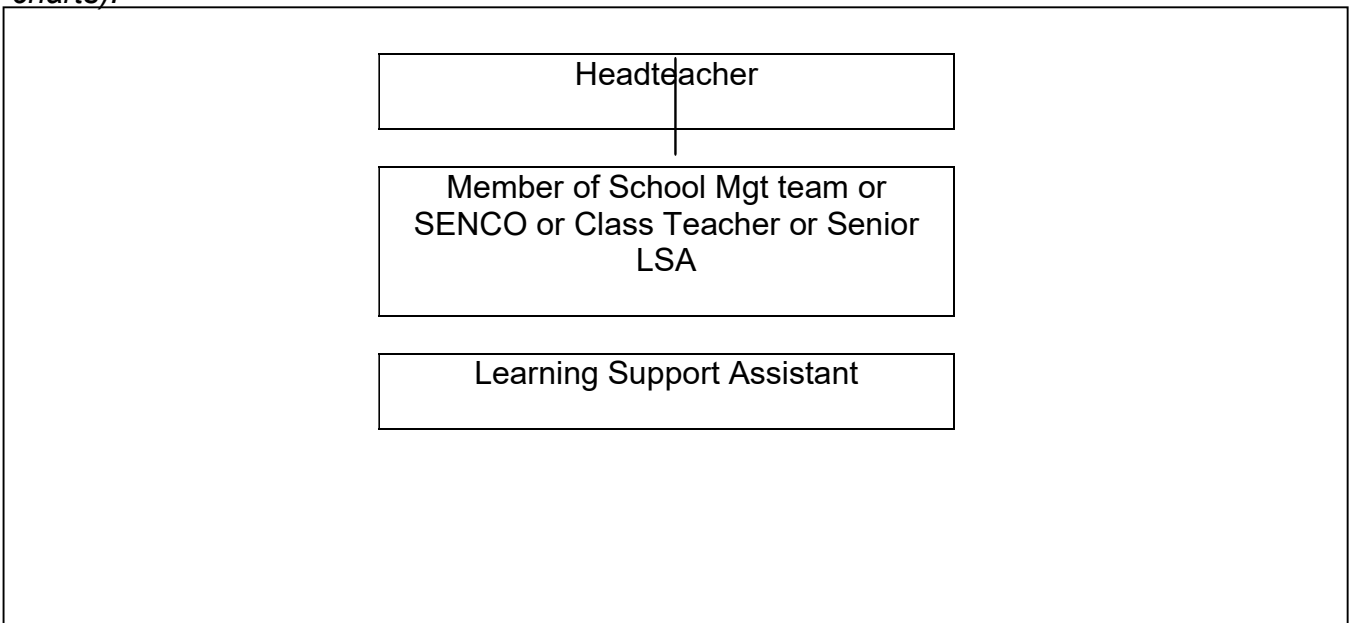 charts).
Headteacher
Member of School Mgt team or
SENCO or Class Teacher or Senior
LSA
Learning Support Assistant